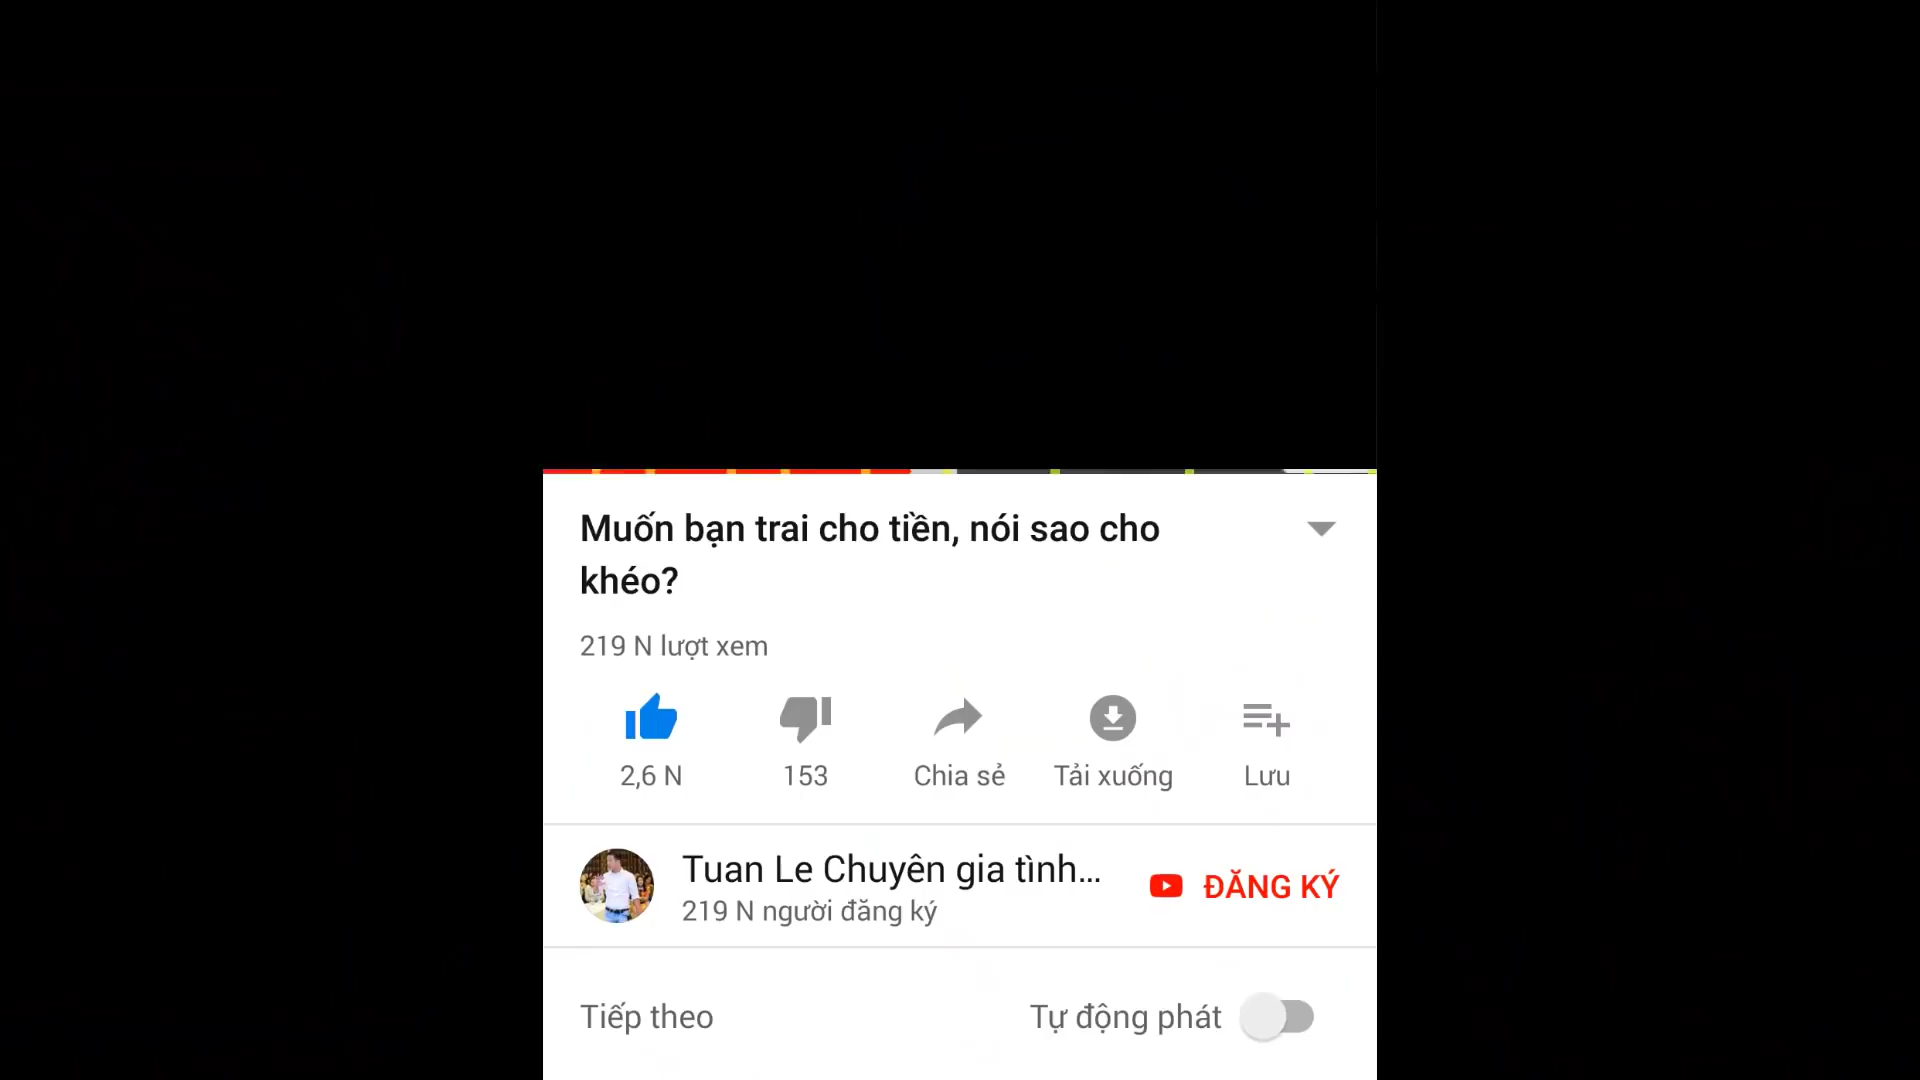 Muốn bạn trai cho tiền, nói sao cho
khéo?
219 N lượt xem
2,6 N
153
Chia sẻ
Tải xuống
Lưu
Tuan Le Chuyên gia tình...
219 N người đăng ký
ĐĂNG KÝ
Tiếp theo
Tự động phát